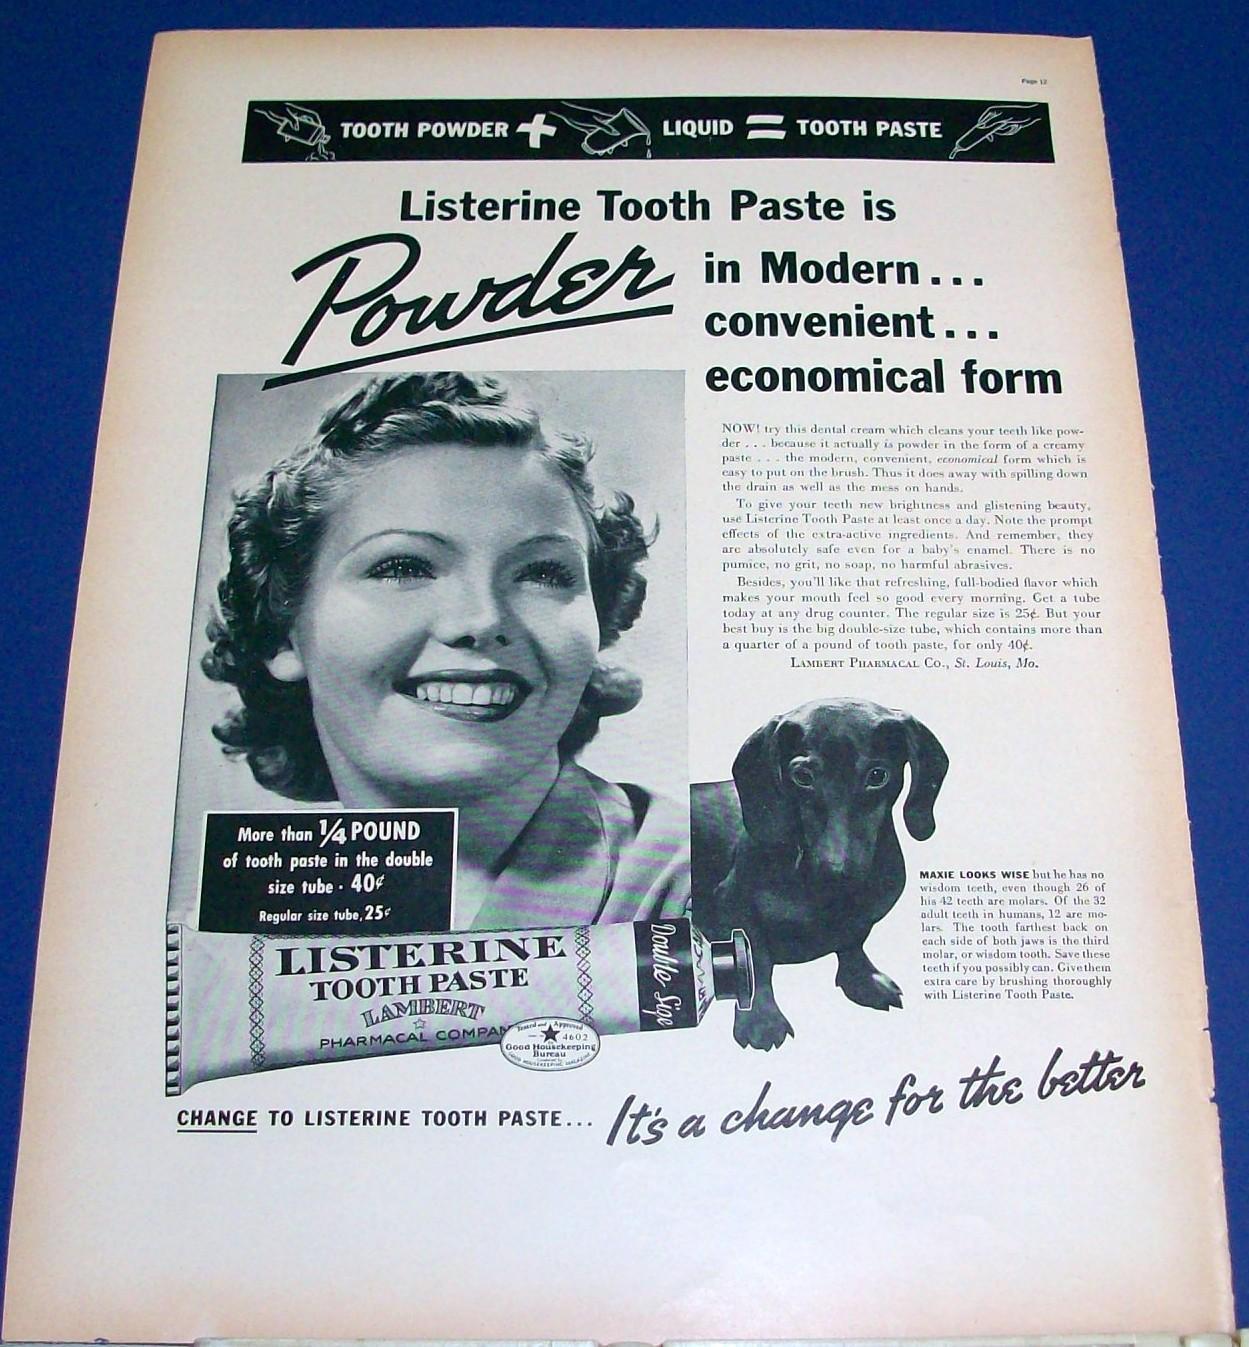 Page 12
TOOTH POWDER + LIQUID = TOOTH PASTE
Listerine Tooth Paste is
Powder in Modern...
convenient...
economical form
NOW! try this dental cream which cleans your teeth like pow-
der . . . because it actually is powder in the form of a creamy
paste . . . the modern, convenient, economical form which is
easy to put on the brush. Thus it does away with spilling down
the drain as well as the mess on hands.
To give your teeth new brightness and glistening beauty,
use Listerine Tooth Paste at least once a day. Note the prompt
effects of the extra-active ingredients. And remember, they
are absolutely safe even for a baby's enamel. There is no
pumice, no grit, no soap, no harmful abrasives.
Besides, you'll like that refreshing, full-bodied flavor which
makes your mouth feel so good every morning. Get a tube
today at any drug counter. The regular size is 25¢. But your
best buy is the big double-size tube, which contains more than
a quarter of a pound of tooth paste, for only 40¢.
LAMBERT PHARMACAL CO., St. Louis, Mo.
More than 1/4 POUND
of tooth paste in the double
size tube · 40¢
Regular size tube, 25¢
LISTERINE
TOOTH PASTE
LAMBERT
PHARMACAL COMPAN
Double Size
Tested and Approved
4602
Good Housekeeping
Bureau
GOOD HOUSEKEEPING MAGAZINE
MAXIE LOOKS WISE but he has no
wisdom teeth, even though 26 of
his 42 teeth are molars. Of the 32
adult teeth in humans, 12 are mo-
lars. The tooth farthest back on
each side of both jaws is the third
molar, or wisdom tooth. Save these
teeth if you possibly can. Give them
extra care by brushing thoroughly
with Listerine Tooth Paste.
CHANGE TO LISTERINE TOOTH PASTE... It's a change for the better